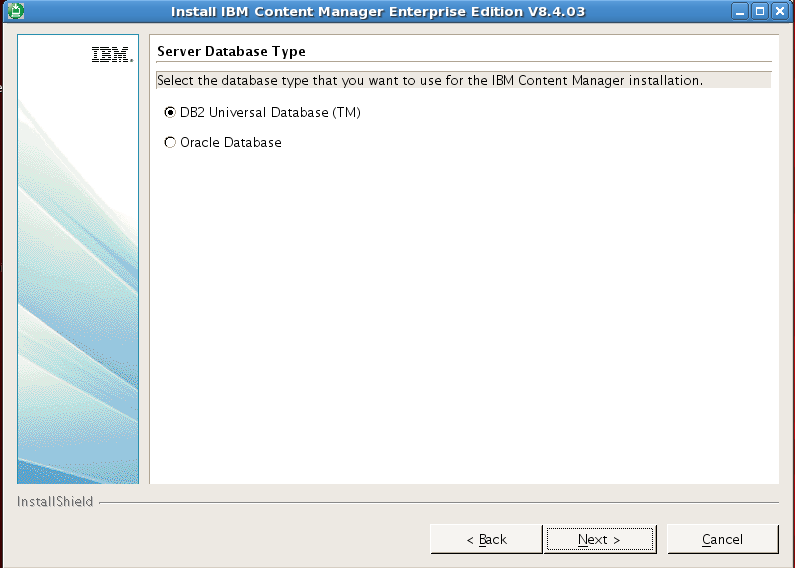 Install IBM Content Manager Enterprise Edition V8.4.03
IBM.
Server Database Type
Select the database type that you want to use for the IBM Content Manager installation.
DB2 Universal Database (TM)
Oracle Database
InstallShield
< Back
Next >
Cancel